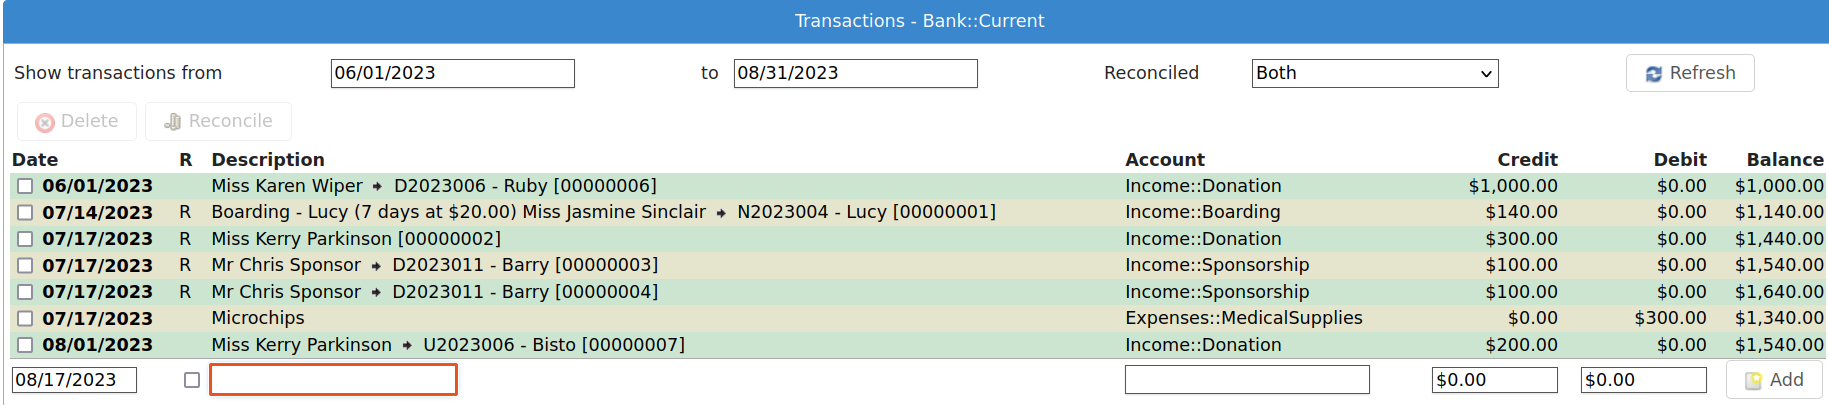 Transactions - Bank::Current
Show transactions from 06/01/2023 to 08/31/2023 Reconciled Both Refresh
Delete Reconcile
Date R Description Account Credit Debit Balance
06/01/2023 Miss Karen Wiper → D2023006 - Ruby [00000006] Income::Donation $1,000.00 $0.00 $1,000.00
07/14/2023 R Boarding - Lucy (7 days at $20.00) Miss Jasmine Sinclair → N2023004 - Lucy [00000001] Income::Boarding $140.00 $0.00 $1,140.00
07/17/2023 R Miss Kerry Parkinson [00000002] Income::Donation $300.00 $0.00 $1,440.00
07/17/2023 R Mr Chris Sponsor → D2023011 - Barry [00000003] Income::Sponsorship $100.00 $0.00 $1,540.00
07/17/2023 R Mr Chris Sponsor → D2023011 - Barry [00000004] Income::Sponsorship $100.00 $0.00 $1,640.00
07/17/2023 Microchips Expenses::MedicalSupplies $0.00 $300.00 $1,340.00
08/01/2023 Miss Kerry Parkinson → U2023006 - Bisto [00000007] Income::Donation $200.00 $0.00 $1,540.00
08/17/2023 $0.00 $0.00 Add